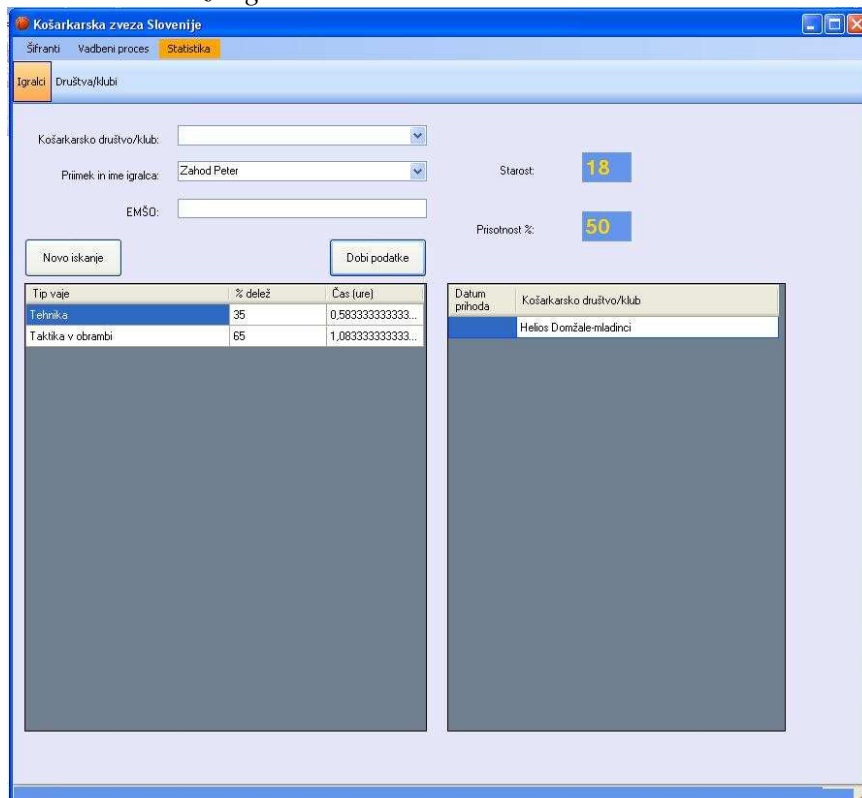 Košarkarska zveza Slovenije
Šifranti Vadbeni proces Statistika
Igralci Društva/klubi
Košarkarsko društvo/klub:
Priimek in ime igralca: Zahod Peter
Starost: 18
EMŠO:
Prisotnost %: 50
Novo iskanje Dobi podatke
Tip vaje % delež Čas (ure)
Tehnika 35 0,583333333333...
Taktika v obrambi 65 1,083333333333...
Datum prihoda Košarkarsko društvo/klub
Helios Domžale-mladinci